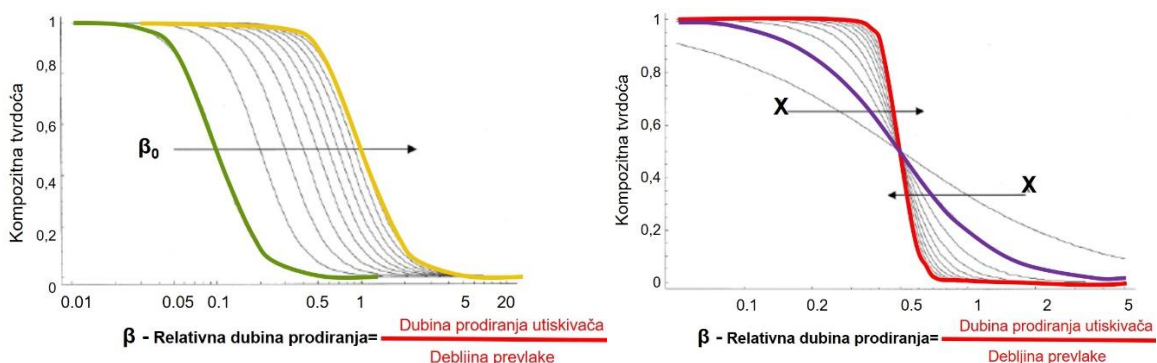 Kompozitna tvrdoća
1
0,8
0,6
0,4
0,2
0
β₀
0.01 0.05 0.1 0.5 1 5 20
β - Relativna dubina prodiranja= Dubina prodiranja utiskivača
Debljina prevlake
Kompozitna tvrdoća
1
0,8
0,6
0,4
0,2
0
X
X
0.1 0.2 0.5 1 2 5
β - Relativna dubina prodiranja= Dubina prodiranja utiskivača
Debljina prevlake